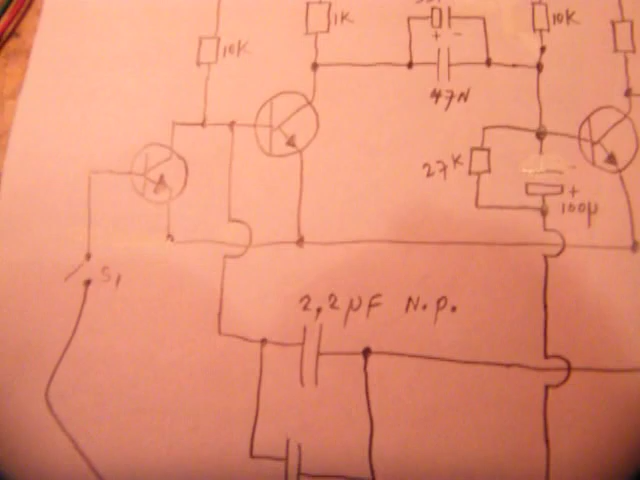 1K
10K
10K
+ -
47N
27K
-
+
100µ
S1
2,2µF N.p.